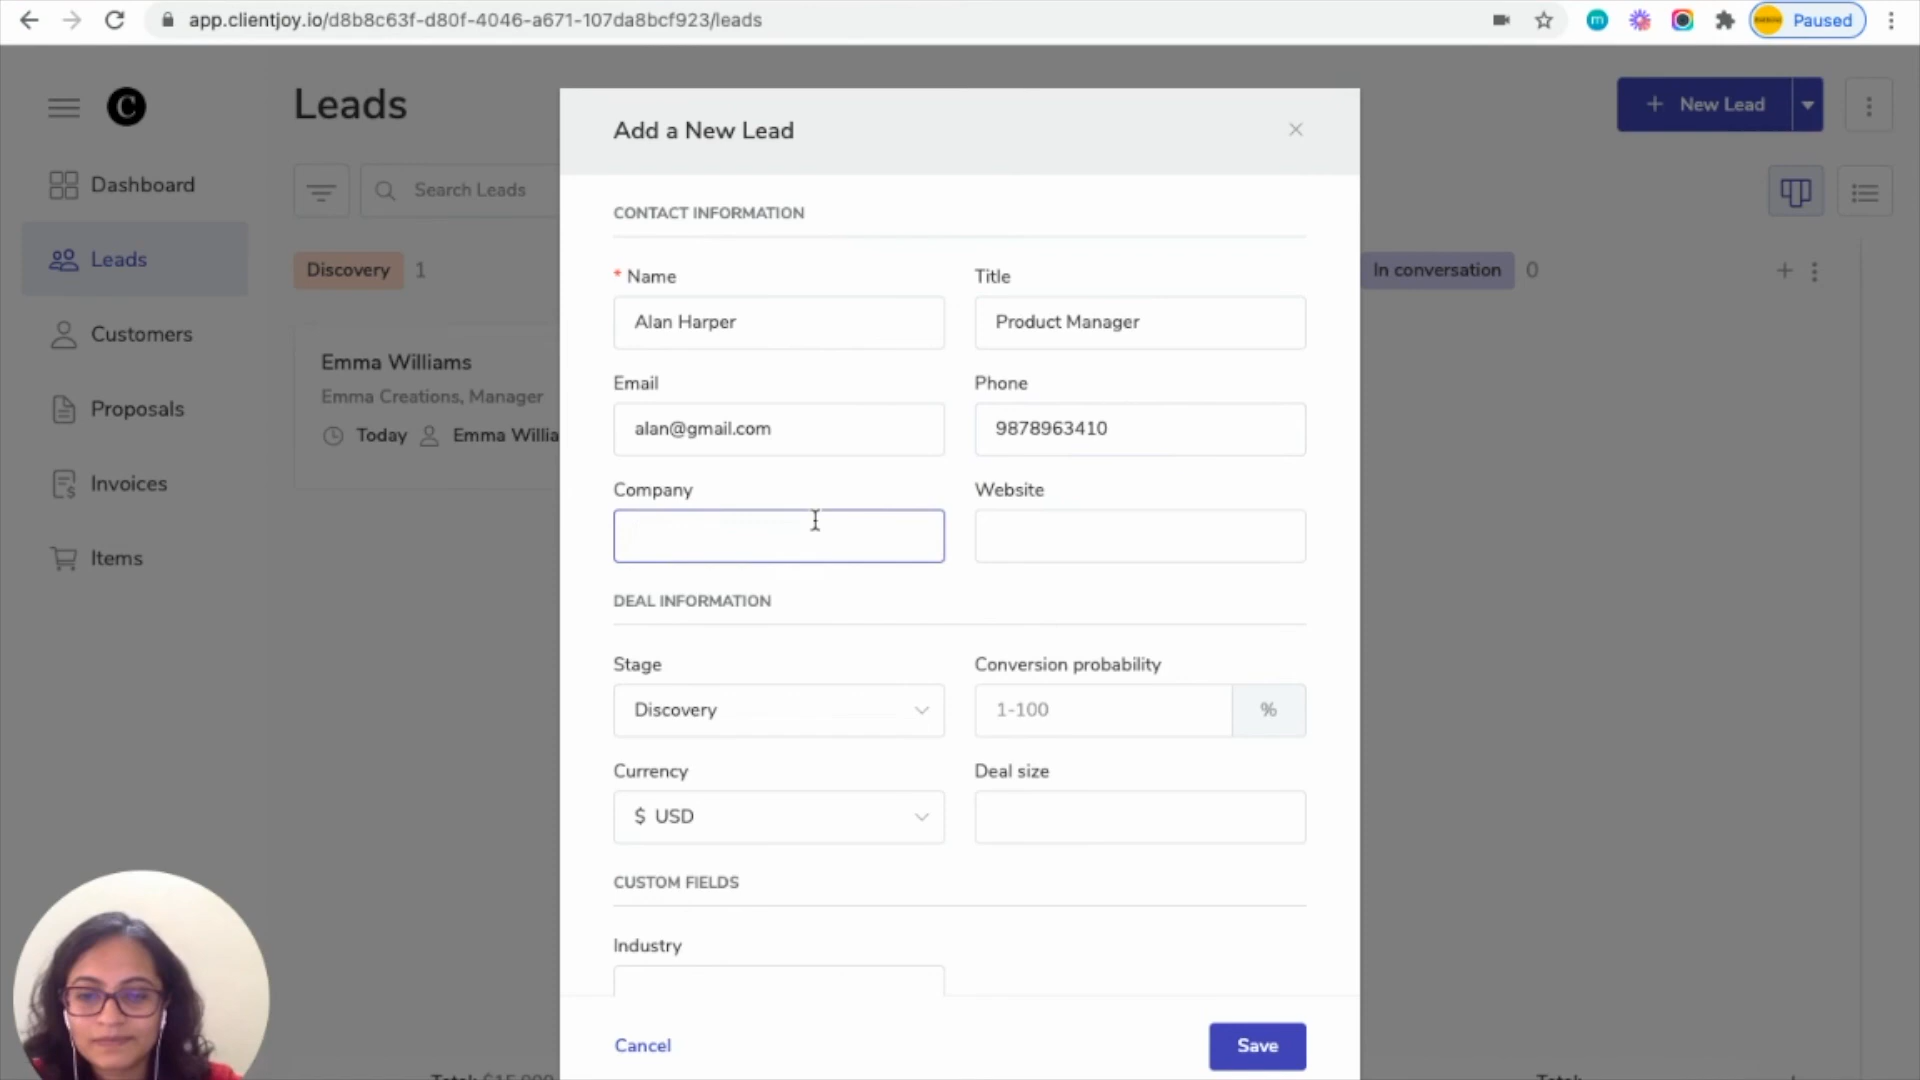 app.clientjoy.io/d8b8c63f-d80f-4046-a671-107da8bcf923/leads
m
Paused
C
Leads
+ New Lead
Add a New Lead
Dashboard
Search Leads
CONTACT INFORMATION
Leads
Discovery 1
* Name
Title
In conversation 0
Alan Harper
Product Manager
Customers
Emma Williams
Emma Creations, Manager
Email
Phone
Proposals
Today Emma Willia
alan@gmail.com
9878963410
Invoices
Company
Website
Items
DEAL INFORMATION
Stage
Conversion probability
Discovery
1-100
%
Currency
Deal size
$ USD
CUSTOM FIELDS
Industry
Cancel
Save